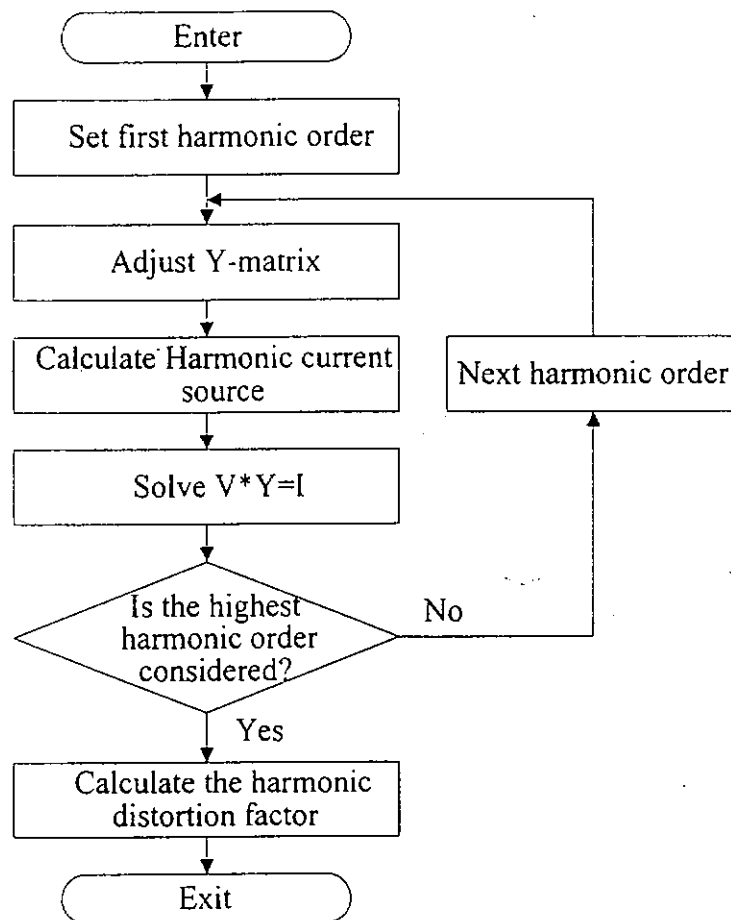 Enter
Set first harmonic order
Adjust Y-matrix
Calculate Harmonic current
source
Next harmonic order
Solve V*Y=I
Is the highest
harmonic order
considered?
No
Yes
Calculate the harmonic
distortion factor
Exit